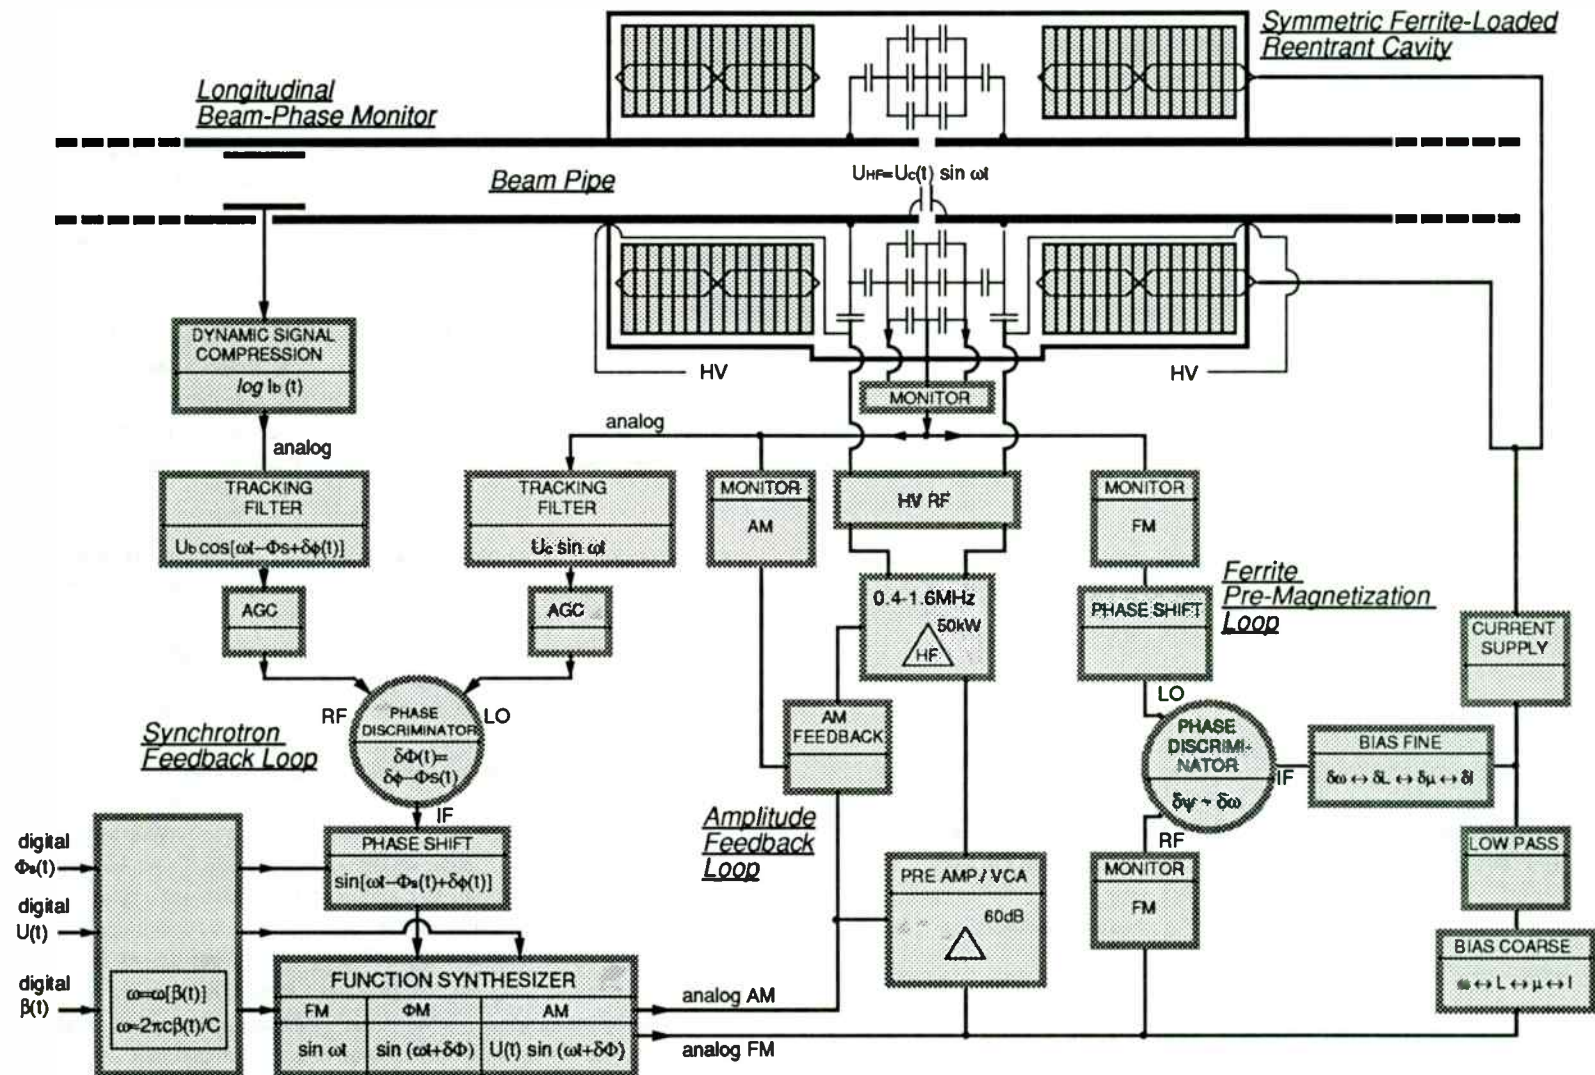 Symmetric Ferrite-Loaded
Reentrant Cavity
Longitudinal
Beam-Phase Monitor
Beam Pipe
UHF=Uc(t) sin ωt
HV
HV
DYNAMIC SIGNAL
COMPRESSION
log Ib (t)
MONITOR
analog
analog
TRACKING
FILTER
Ub cos[ωt–Φs+δϕ(t)]
TRACKING
FILTER
Uc sin ωt
MONITOR
AM
HV RF
MONITOR
FM
AGC
AGC
0.4-1.6MHz
50kW
HF
PHASE SHIFT
Ferrite
Pre-Magnetization
Loop
CURRENT
SUPPLY
RF
PHASE
DISCRIMINATOR
δΦ(t)=
δϕ–Φs(t)
LO
IF
Synchrotron
Feedback Loop
AM
FEEDBACK
LO
PHASE
DISCRIMI-
NATOR
δψ ~ δω
IF
RF
BIAS FINE
δω ↔ δL ↔ δμ ↔ δI
Amplitude
Feedback
Loop
digital
Φs(t)
digital
U(t)
digital
β(t)
ω=ω[β(t)]
ω=2πcβ(t)/C
PHASE SHIFT
sin[ωt–Φs(t)+δϕ(t)]
PRE AMP./ VCA
60dB
MONITOR
FM
LOW PASS
BIAS COARSE
ω ↔ L ↔ μ ↔ I
FUNCTION SYNTHESIZER
FM ΦM AM
sin ωt sin (ωt+δΦ) U(t) sin (ωt+δΦ)
analog AM
analog FM